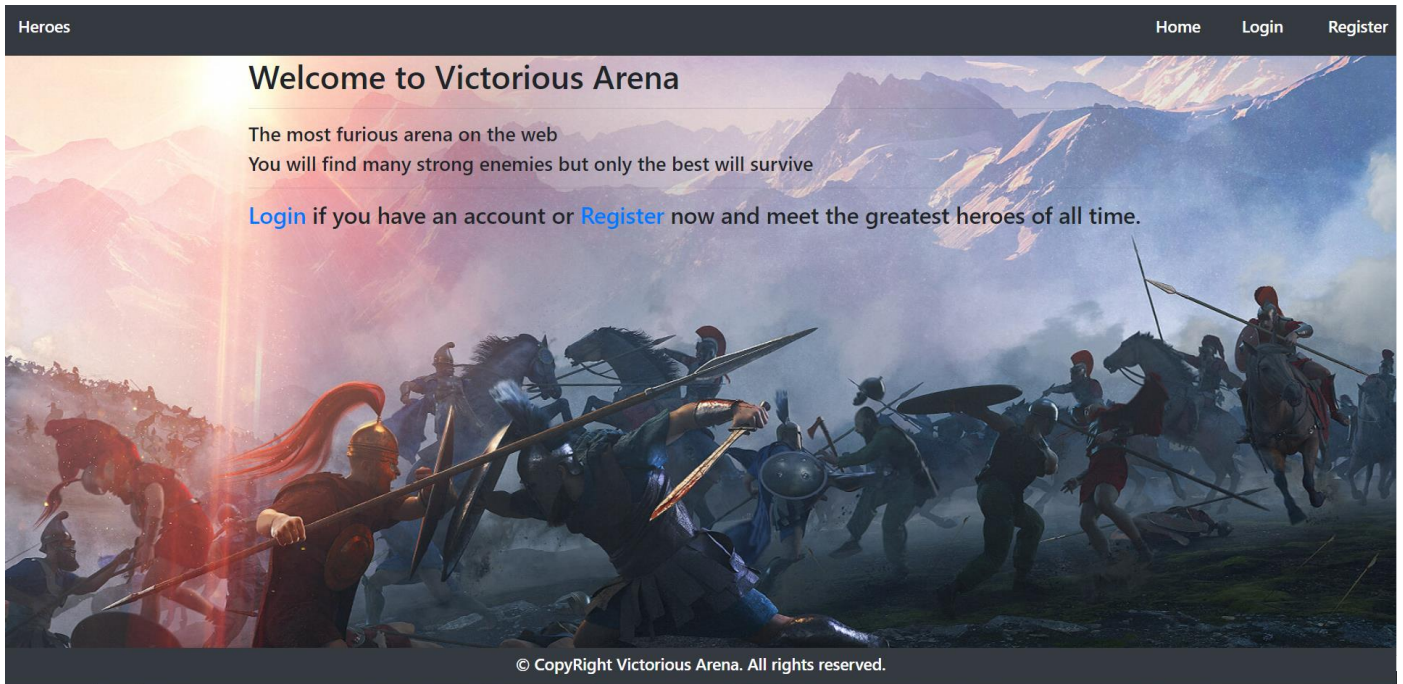 Heroes
Home Login Register
Welcome to Victorious Arena
The most furious arena on the web
You will find many strong enemies but only the best will survive
Login if you have an account or Register now and meet the greatest heroes of all time.
© CopyRight Victorious Arena. All rights reserved.